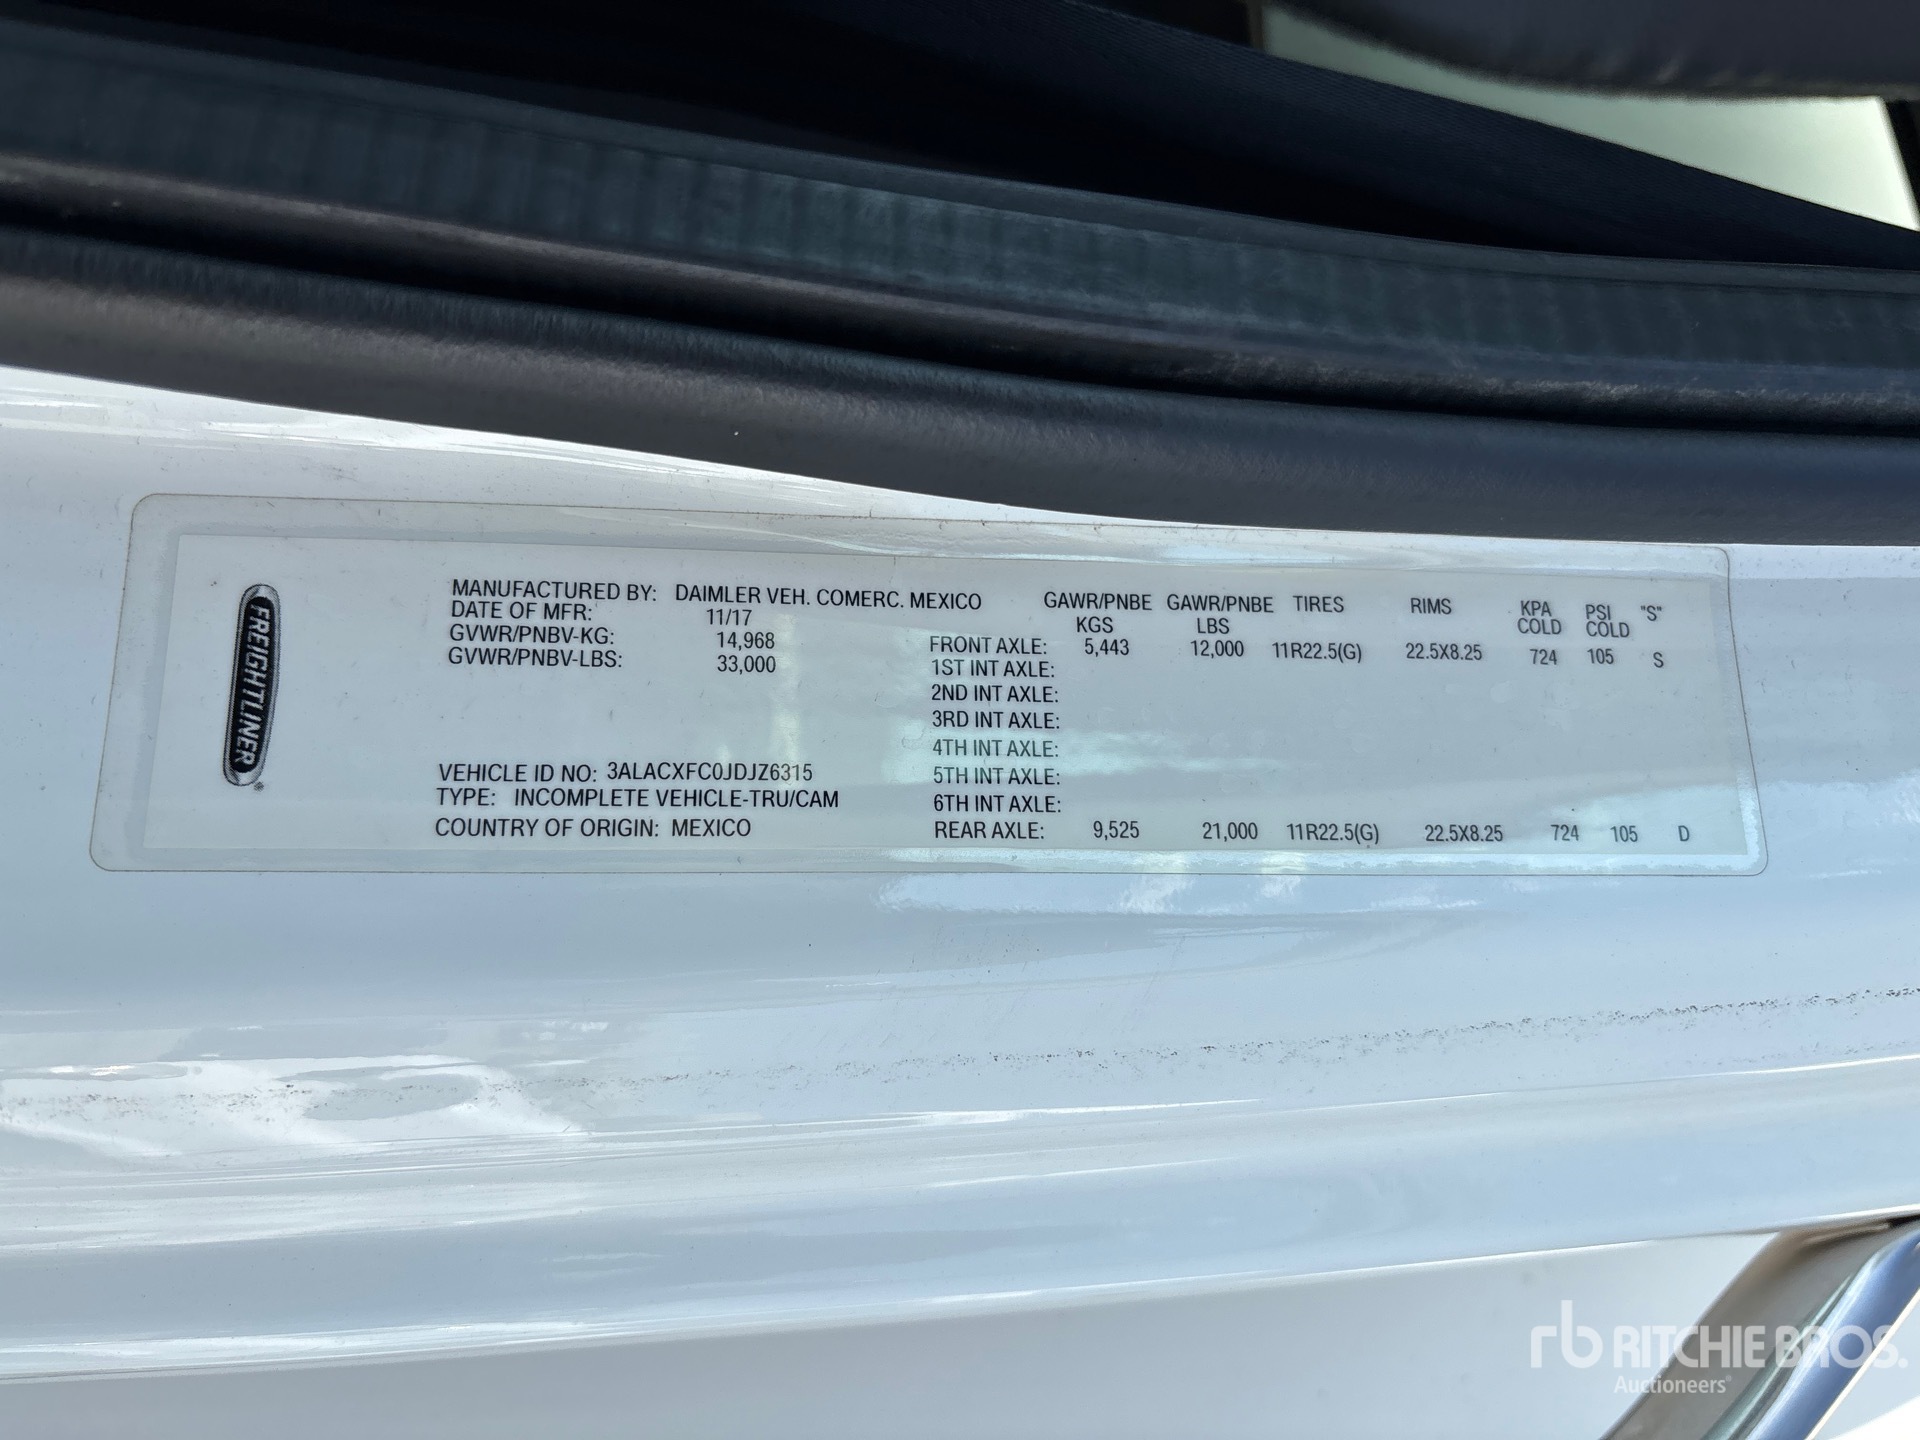 FREIGHTLINER®
MANUFACTURED BY: DAIMLER VEH. COMERC. MEXICO
DATE OF MFR: 11/17
GVWR/PNBV-KG: 14,968
GVWR/PNBV-LBS: 33,000
VEHICLE ID NO: 3ALACXFC0JDJZ6315
TYPE: INCOMPLETE VEHICLE-TRU/CAM
COUNTRY OF ORIGIN: MEXICO
GAWR/PNBE GAWR/PNBE TIRES RIMS KPA PSI "S"
KGS LBS COLD COLD
FRONT AXLE: 5,443 12,000 11R22.5(G) 22.5X8.25 724 105 S
1ST INT AXLE:
2ND INT AXLE:
3RD INT AXLE:
4TH INT AXLE:
5TH INT AXLE:
6TH INT AXLE:
REAR AXLE: 9,525 21,000 11R22.5(G) 22.5X8.25 724 105 D
rb RITCHIE BROS.
Auctioneers®